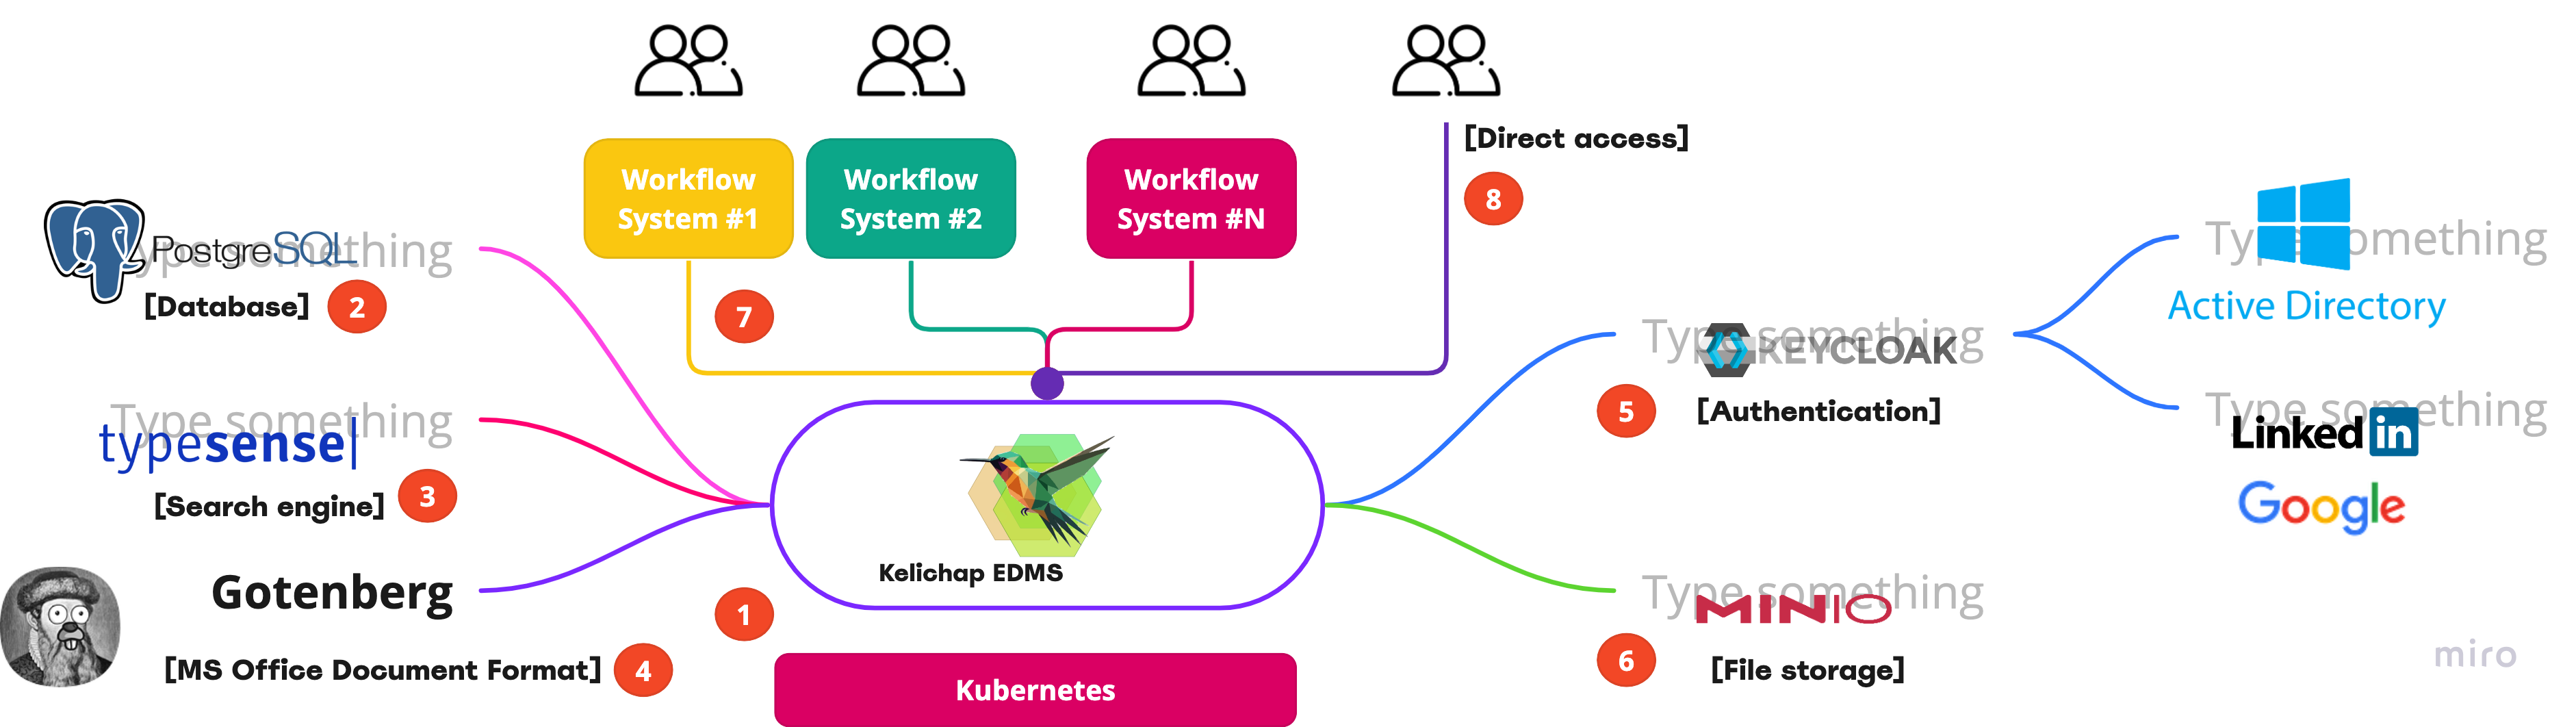 [Direct access]
Workflow
System #1
Workflow
System #2
Workflow
System #N
8
Type something
PostgreSQL
[Database]
2
7
Type something
Active Directory
Type something
KEYCLOAK
5
[Authentication]
Type something
LinkedIn
Google
Type something
typesense
[Search engine]
3
Kelichap EDMS
Gotenberg
1
[MS Office Document Format]
4
Kubernetes
Type something
MINIO
6
[File storage]
miro